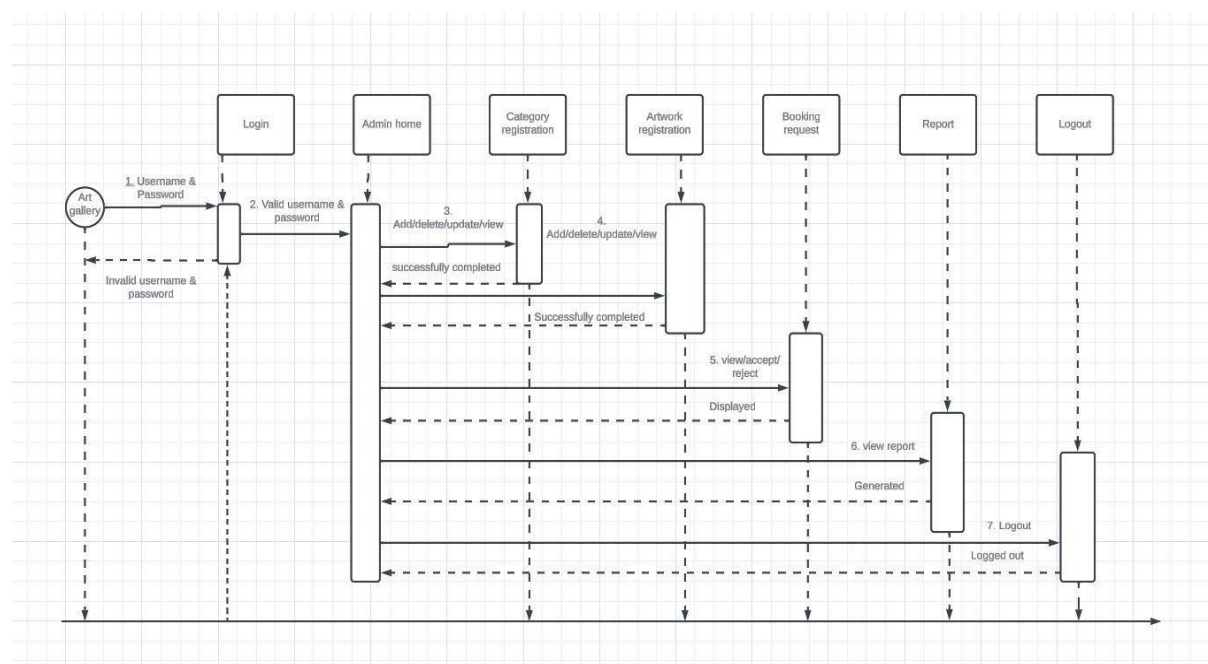 Login
Admin home
Category
registration
Artwork
registration
Booking
request
Report
Logout
Art
gallery
1. Username &
Password
2. Valid username &
password
3.
Add/delete/update/view
4.
Add/delete/update/view
Invalid username &
password
successfully completed
Successfully completed
5. view/accept/
reject
Displayed
6. view report
Generated
7. Logout
Logged out